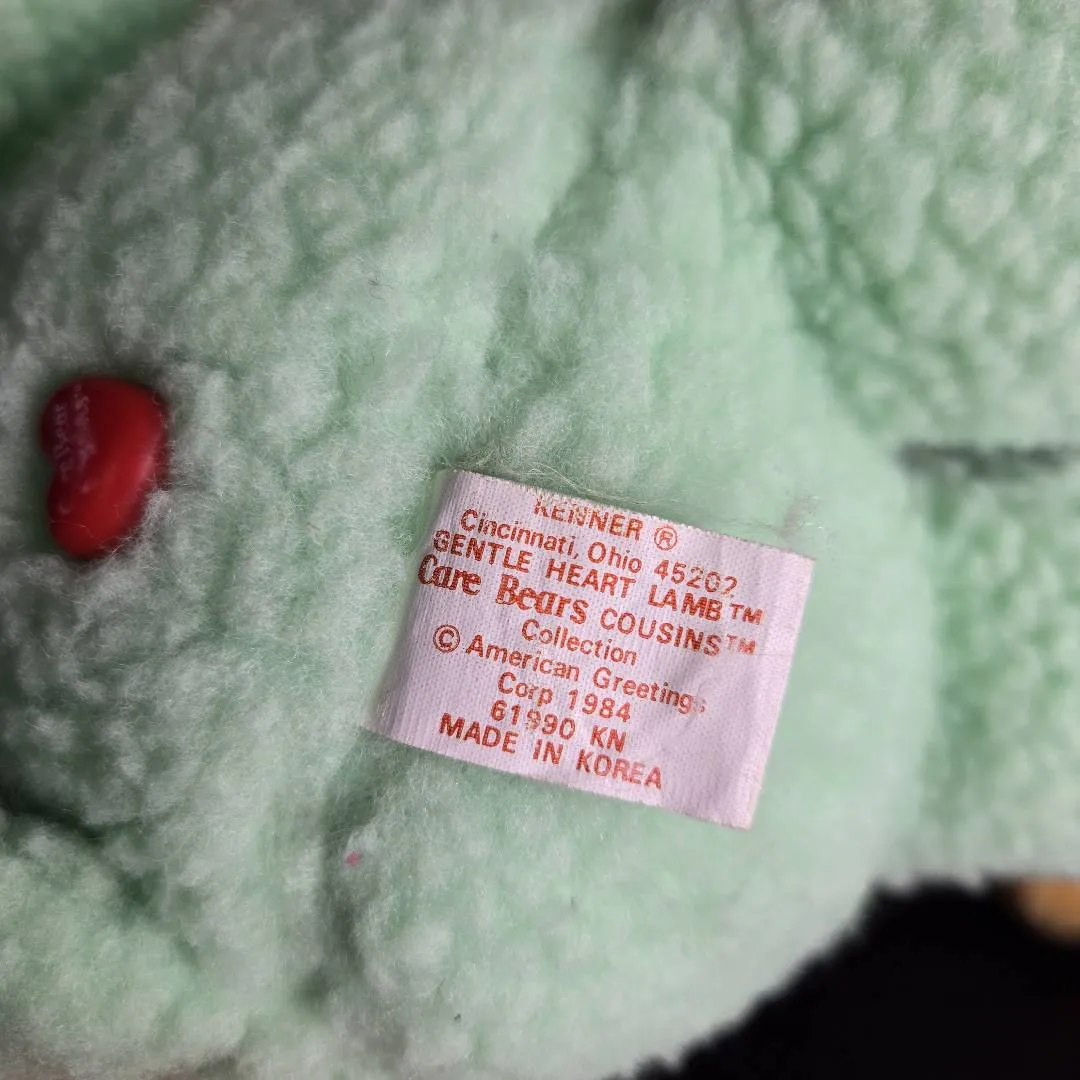 KENNER ®
Cincinnati, Ohio 45202
GENTLE HEART LAMB™
Care Bears COUSINS™
Collection
© American Greetings
Corp 1984
61990 KN
MADE IN KOREA